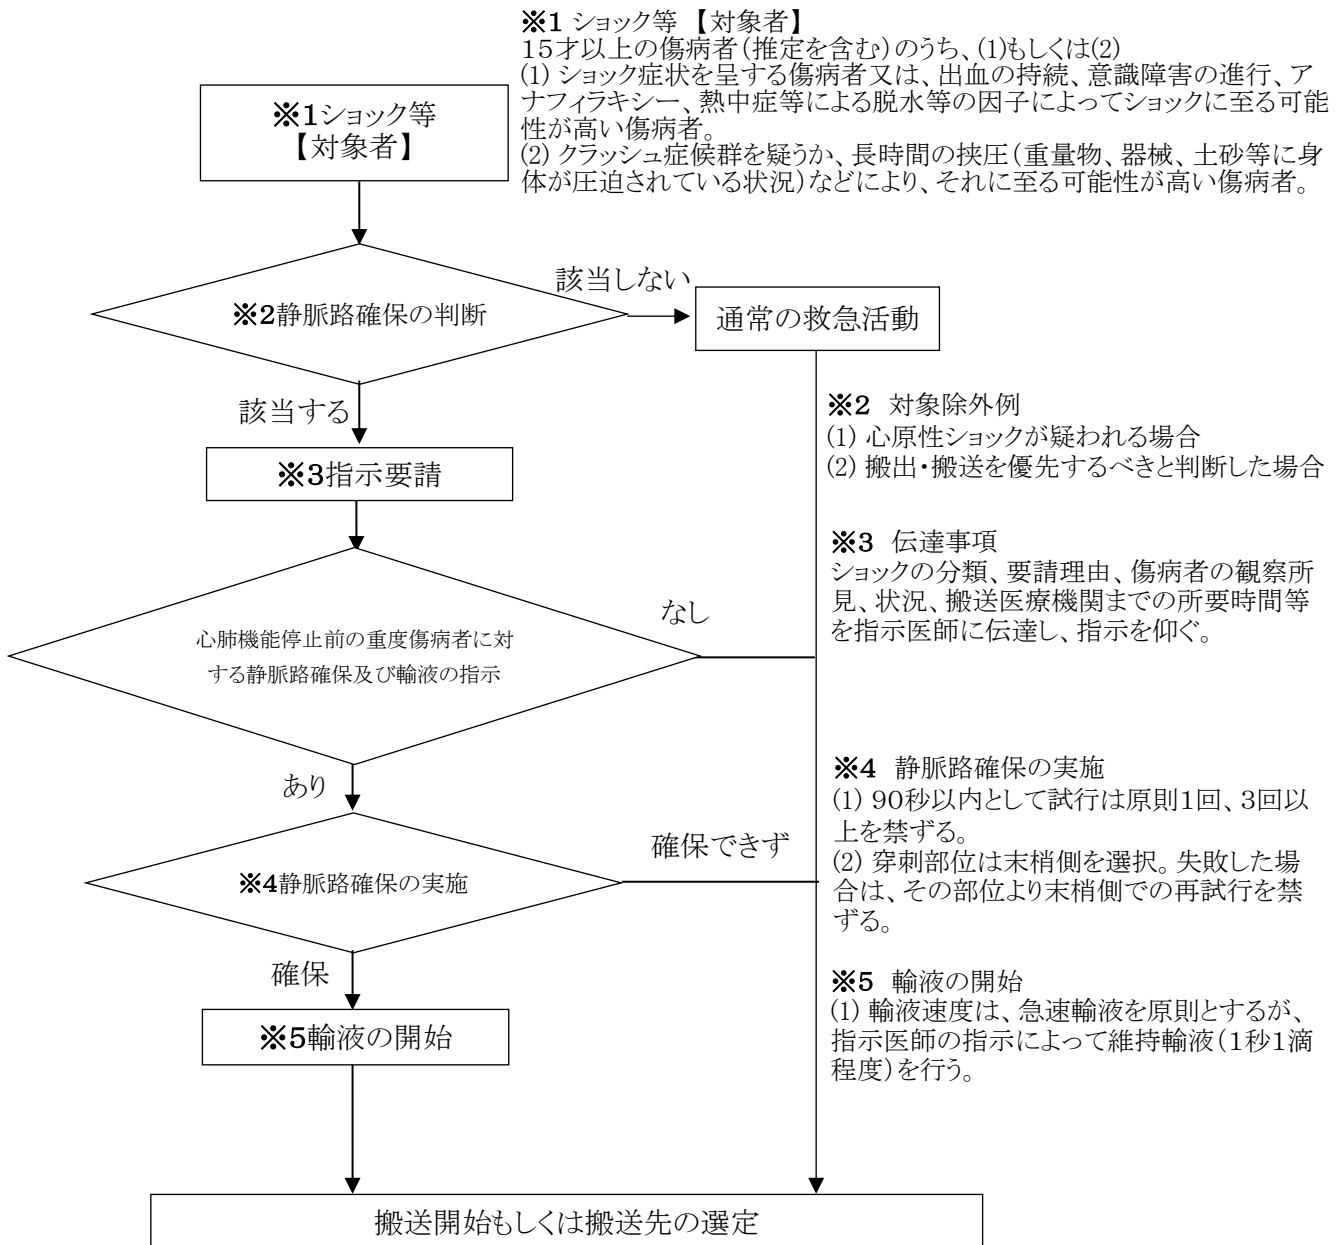 ※1 ショック等 【対象者】
15才以上の傷病者(推定を含む)のうち、(1)もしくは(2)
(1) ショック症状を呈する傷病者又は、出血の持続、意識障害の進行、ア
ナフィラキシー、熱中症等による脱水等の因子によってショックに至る可能
性が高い傷病者。
(2) クラッシュ症候群を疑うか、長時間の挟圧(重量物、器械、土砂等に身
体が圧迫されている状況)などにより、それに至る可能性が高い傷病者。
※1ショック等
【対象者】
該当しない
※2静脈路確保の判断
通常の救急活動
該当する
※2 対象除外例
(1) 心原性ショックが疑われる場合
(2) 搬出・搬送を優先するべきと判断した場合
※3指示要請
※3 伝達事項
ショックの分類、要請理由、傷病者の観察所
見、状況、搬送医療機関までの所要時間等
を指示医師に伝達し、指示を仰ぐ。
なし
心肺機能停止前の重度傷病者に対
する静脈路確保及び輸液の指示
あり
※4 静脈路確保の実施
(1) 90秒以内として試行は原則1回、3回以
上を禁ずる。
(2) 穿刺部位は末梢側を選択。失敗した場
合は、その部位より末梢側での再試行を禁
ずる。
確保できず
※4静脈路確保の実施
確保
※5 輸液の開始
(1) 輸液速度は、急速輸液を原則とするが、
指示医師の指示によって維持輸液(1秒1滴
程度)を行う。
※5輸液の開始
搬送開始もしくは搬送先の選定